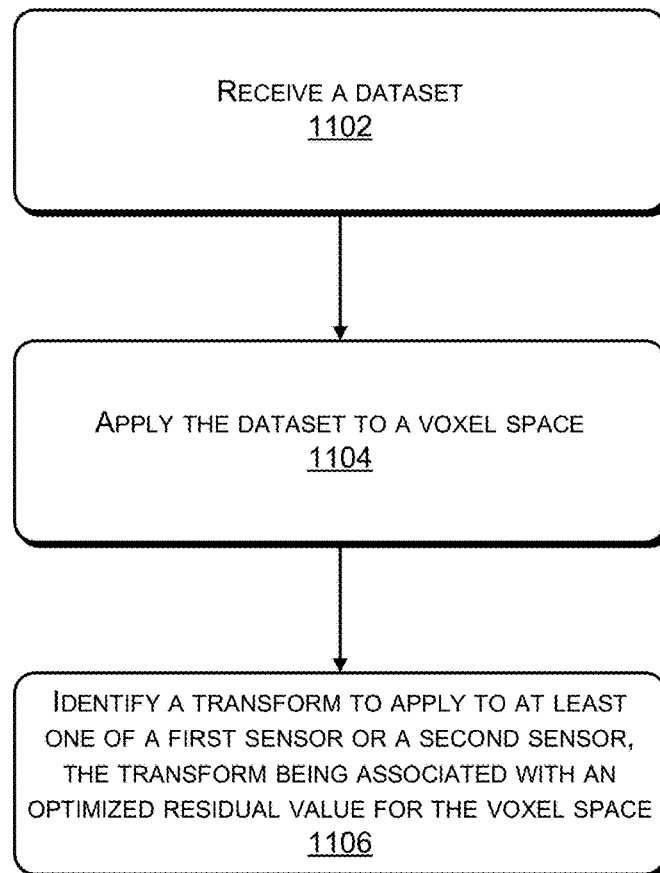 RECEIVE A DATASET
1102
APPLY THE DATASET TO A VOXEL SPACE
1104
IDENTIFY A TRANSFORM TO APPLY TO AT LEAST
ONE OF A FIRST SENSOR OR A SECOND SENSOR,
THE TRANSFORM BEING ASSOCIATED WITH AN
OPTIMIZED RESIDUAL VALUE FOR THE VOXEL SPACE
1106